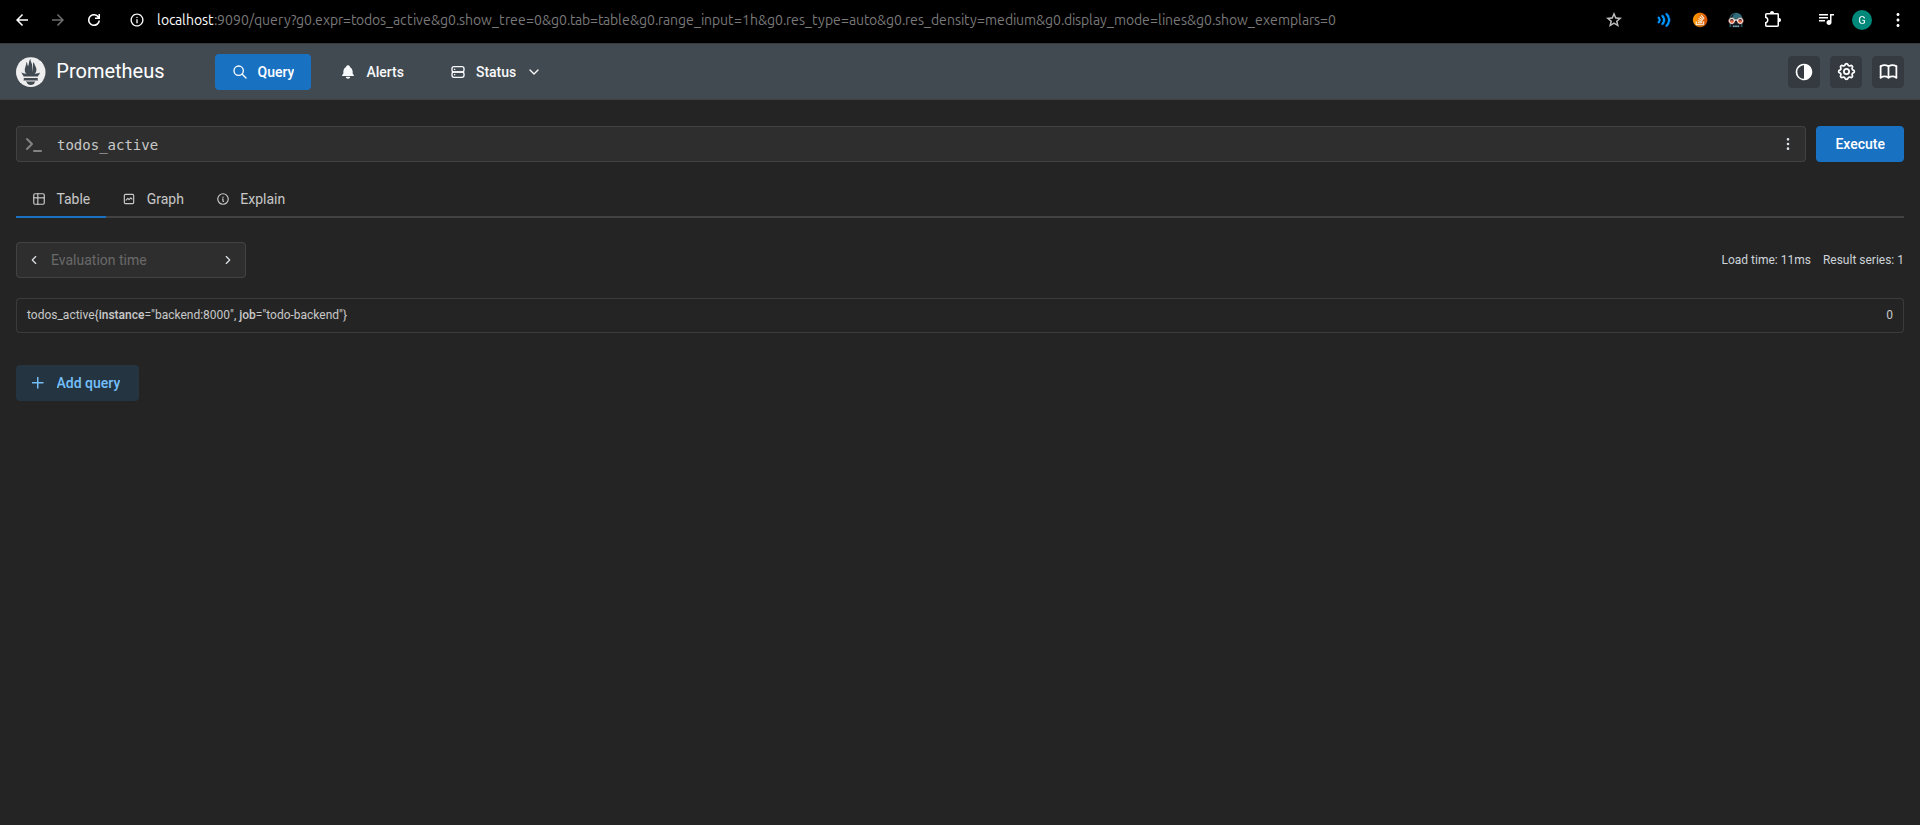 localhost:9090/query?g0.expr=todos_active&g0.show_tree=0&g0.tab=table&g0.range_input=1h&g0.res_type=auto&g0.res_density=medium&g0.display_mode=lines&g0.show_exemplars=0
G
Prometheus
Query
Alerts
Status
todos_active
Execute
Table
Graph
Explain
Evaluation time
Load time: 11ms
Result series: 1
todos_active{instance="backend:8000", job="todo-backend"}
0
Add query